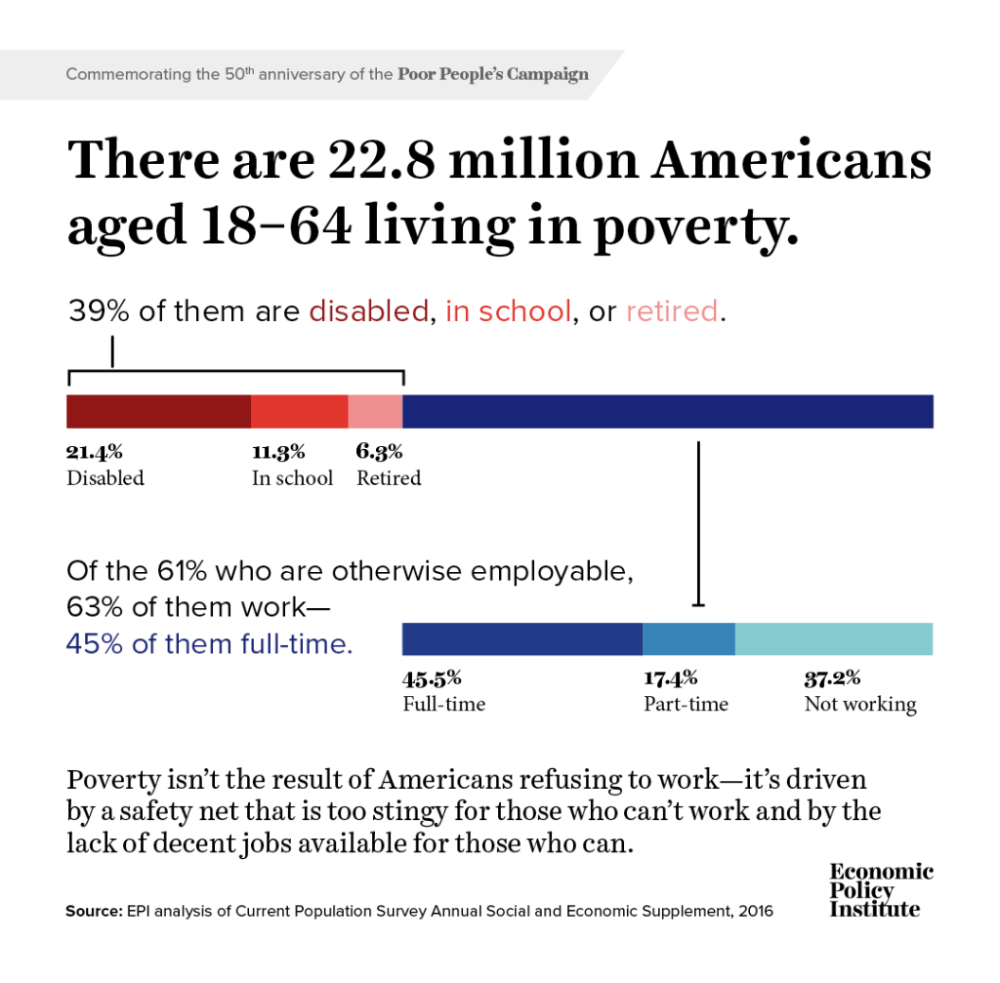 Commemorating the 50th anniversary of the Poor People's Campaign
There are 22.8 million Americans
aged 18–64 living in poverty.
39% of them are disabled, in school, or retired.
21.4% 11.3% 6.3%
Disabled In school Retired
Of the 61% who are otherwise employable,
63% of them work—
45% of them full-time.
45.5% 17.4% 37.2%
Full-time Part-time Not working
Poverty isn't the result of Americans refusing to work—it's driven
by a safety net that is too stingy for those who can't work and by the
lack of decent jobs available for those who can.
Source: EPI analysis of Current Population Survey Annual Social and Economic Supplement, 2016
Economic
Policy
Institute